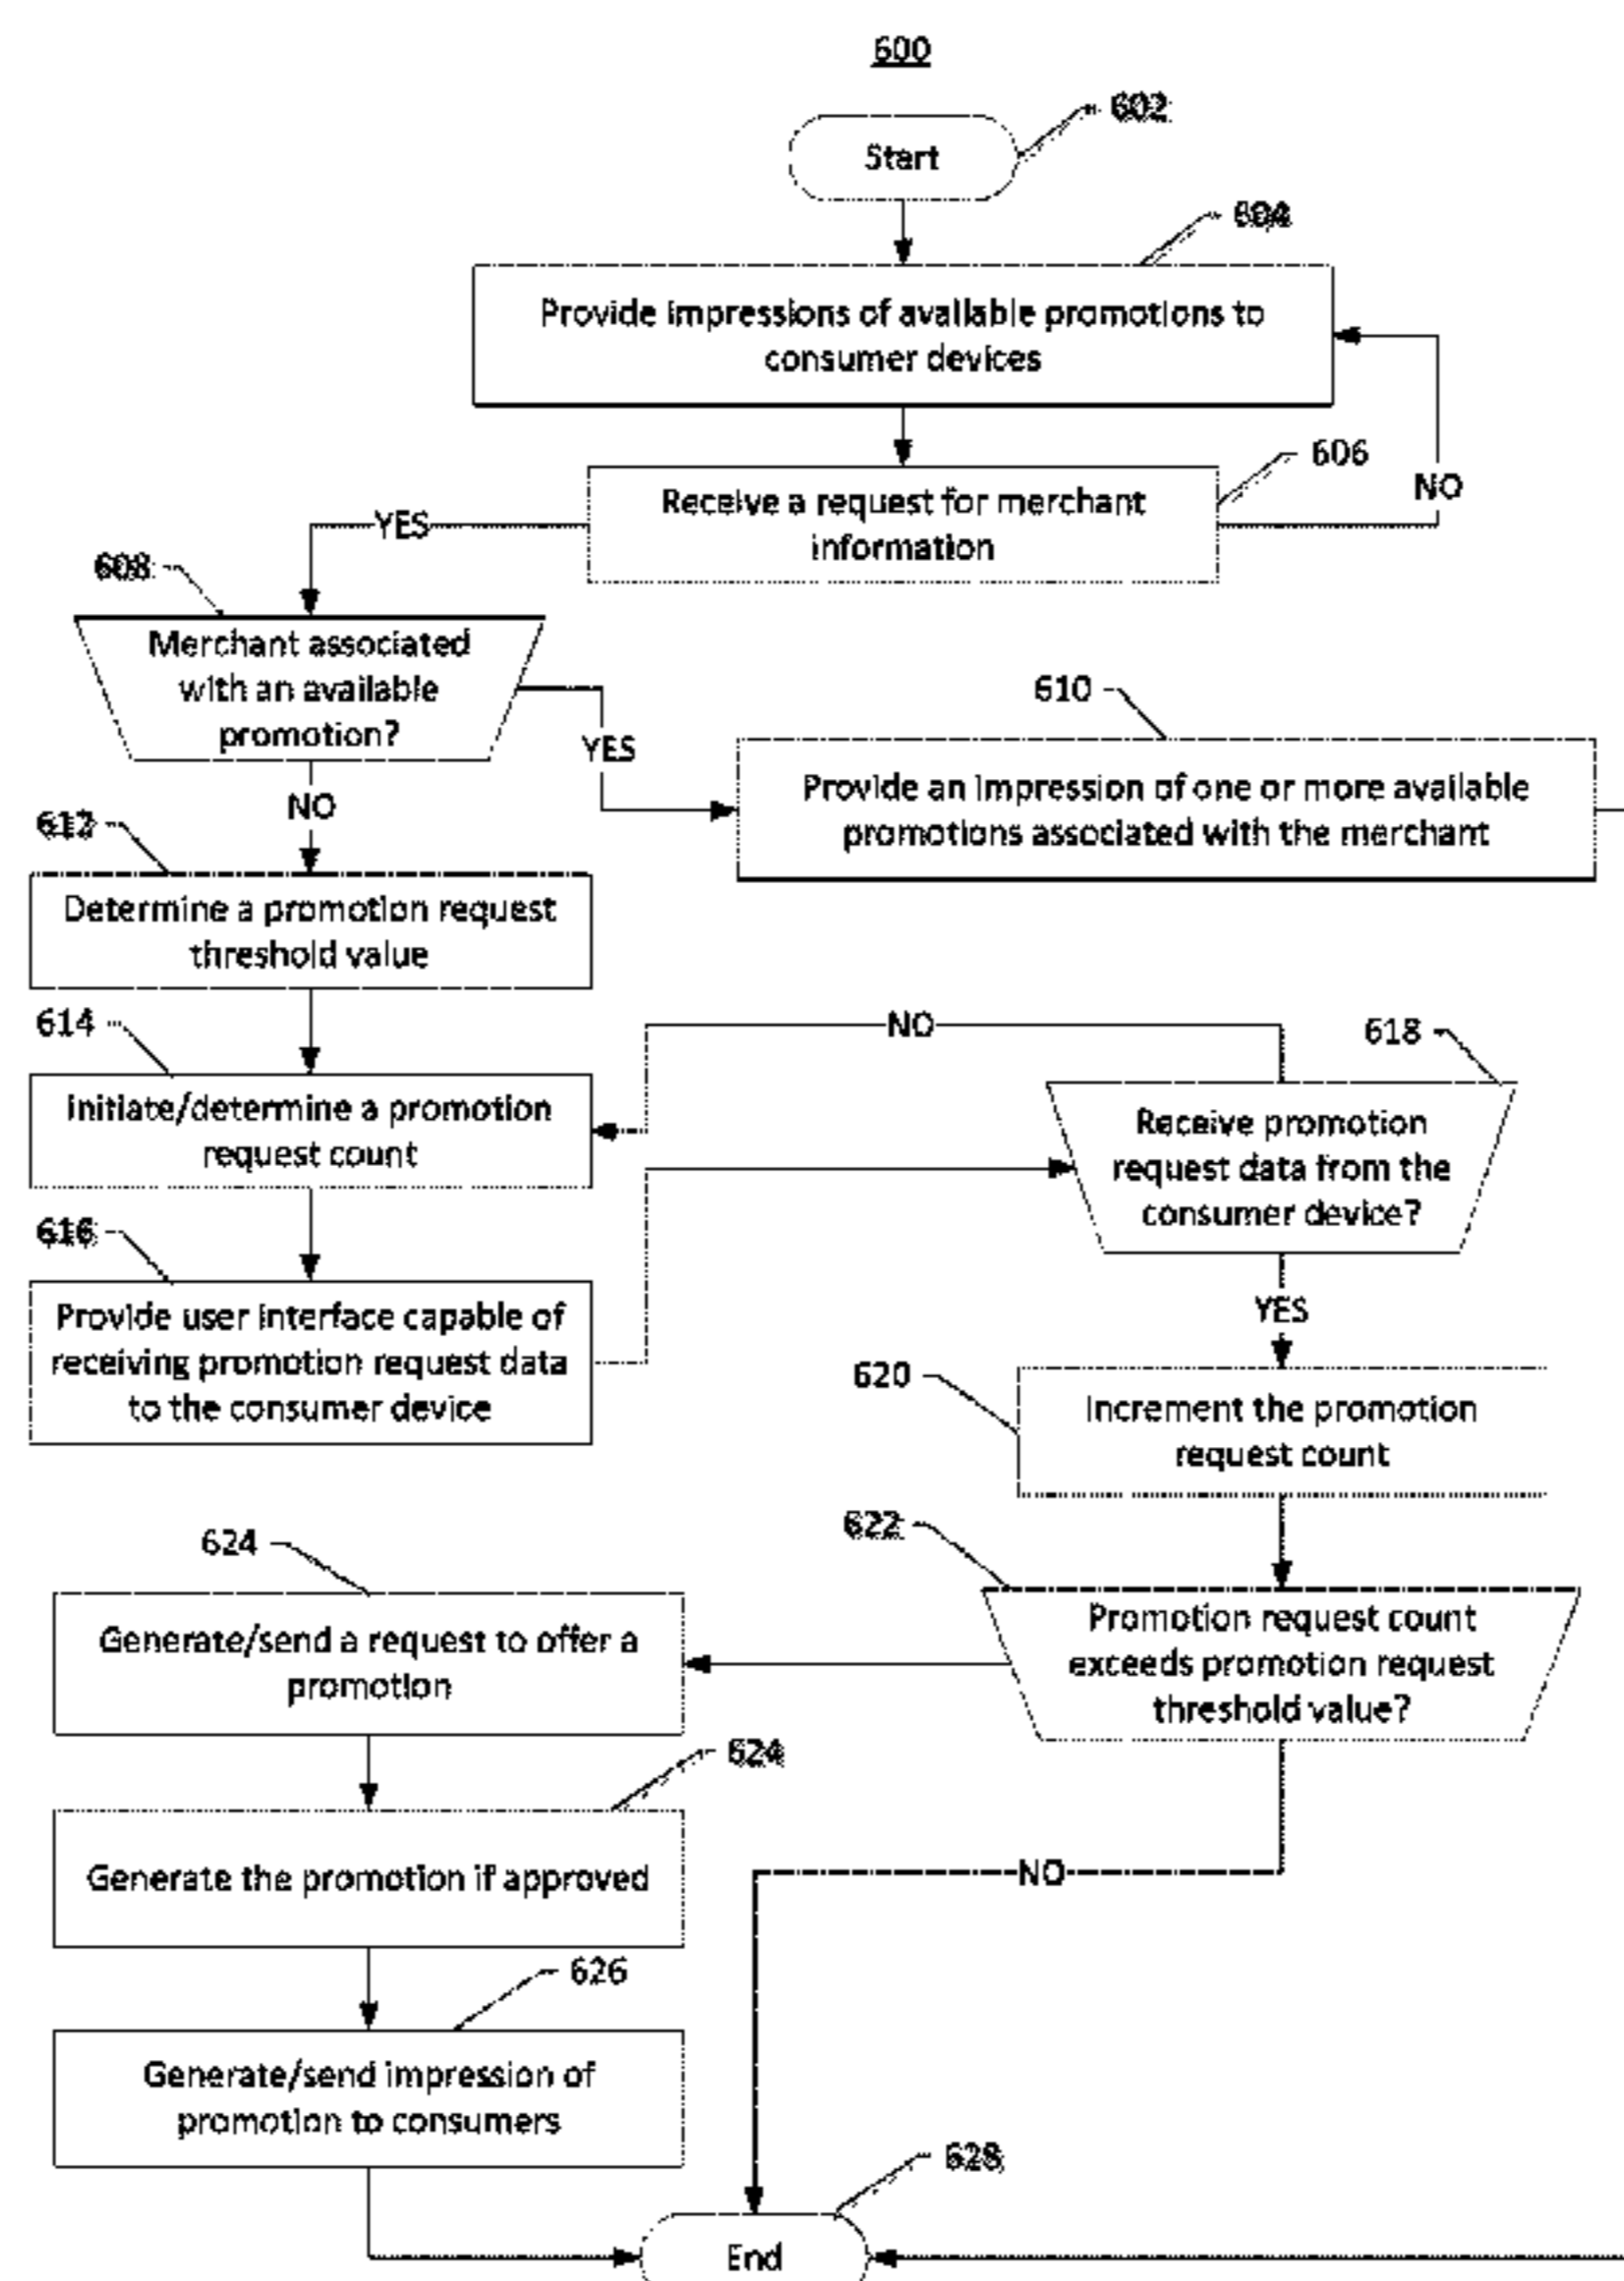 600
602
Start
604
Provide impressions of available promotions to
consumer devices
606
Receive a request for merchant
information
NO
YES
608
Merchant associated
with an available
promotion?
YES
610
Provide an impression of one or more available
promotions associated with the merchant
NO
612
Determine a promotion request
threshold value
614
Initiate/determine a promotion
request count
NO
618
Receive promotion
request data from the
consumer device?
616
Provide user interface capable of
receiving promotion request data
to the consumer device
YES
620
Increment the promotion
request count
622
Promotion request count
exceeds promotion request
threshold value?
624
Generate/send a request to offer a
promotion
624
Generate the promotion if approved
NO
626
Generate/send impression of
promotion to consumers
628
End